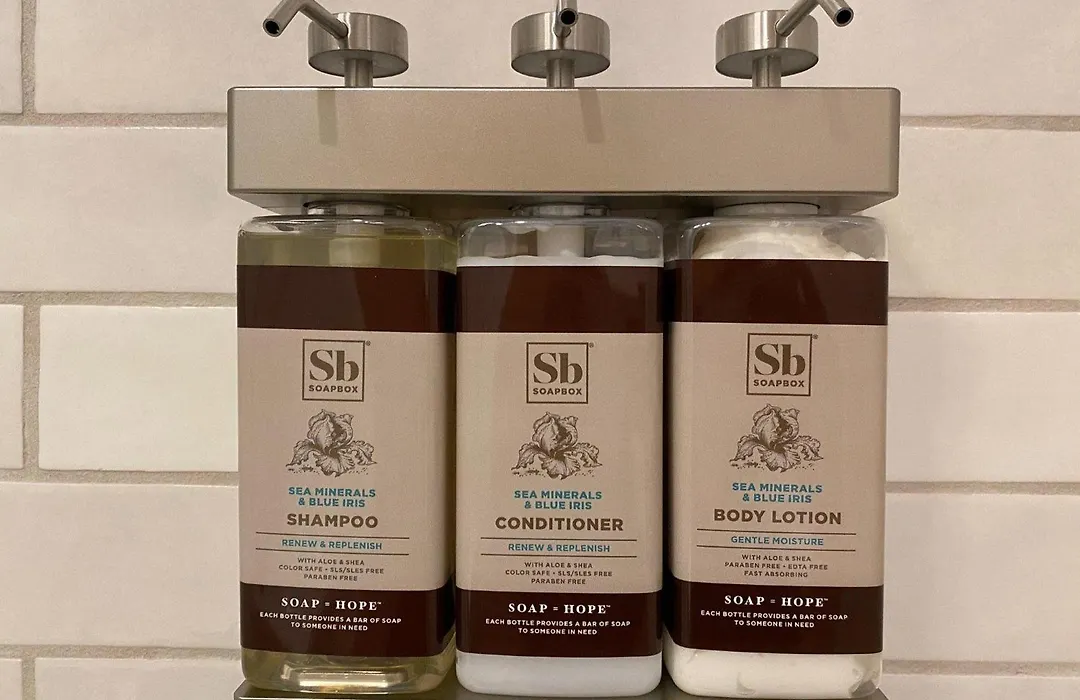 Sb®
SOAPBOX
SEA MINERALS
& BLUE IRIS
SHAMPOO
RENEW & REPLENISH
WITH ALOE & SHEA
COLOR SAFE • SLS/SLES FREE
PARABEN FREE
SOAP = HOPE™
EACH BOTTLE PROVIDES A BAR OF SOAP
TO SOMEONE IN NEED
Sb®
SOAPBOX
SEA MINERALS
& BLUE IRIS
CONDITIONER
RENEW & REPLENISH
WITH ALOE & SHEA
COLOR SAFE • SLS/SLES FREE
PARABEN FREE
SOAP = HOPE™
EACH BOTTLE PROVIDES A BAR OF SOAP
TO SOMEONE IN NEED
Sb®
SOAPBOX
SEA MINERALS
& BLUE IRIS
BODY LOTION
GENTLE MOISTURE
WITH ALOE & SHEA
PARABEN FREE • EDTA FREE
FAST ABSORBING
SOAP = HOPE™
EACH BOTTLE PROVIDES A BAR OF SOAP
TO SOMEONE IN NEED